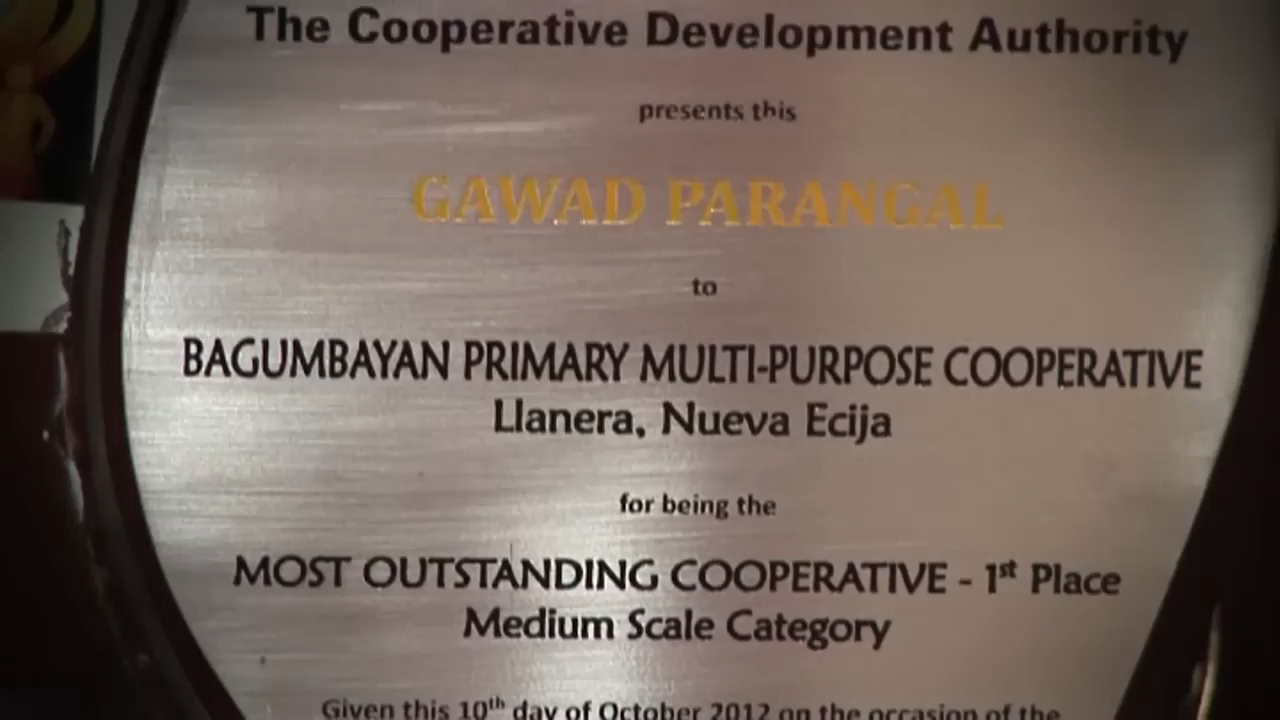 The Cooperative Development Authority
presents this
GAWAD PARANGAL
to
BAGUMBAYAN PRIMARY MULTI-PURPOSE COOPERATIVE
Llanera, Nueva Ecija
for being the
MOST OUTSTANDING COOPERATIVE - 1st Place
Medium Scale Category
Given this 10th day of October 2012 on the occasion of the